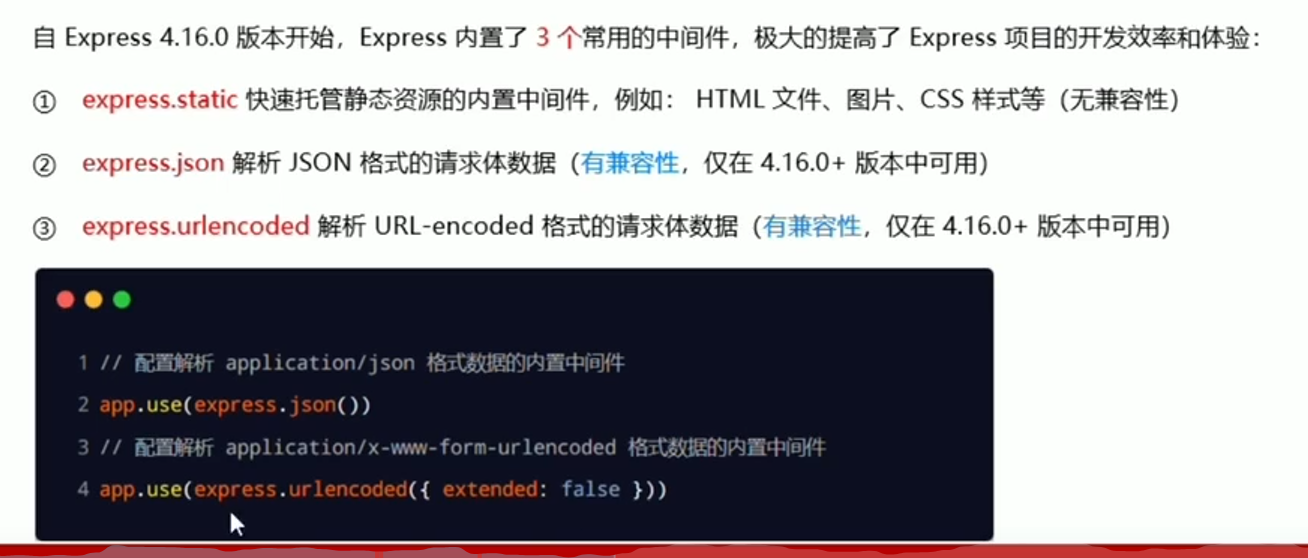 自 Express 4.16.0 版本开始，Express 内置了 3 个常用的中间件，极大的提高了 Express 项目的开发效率和体验：
① express.static 快速托管静态资源的内置中间件，例如： HTML 文件、图片、CSS 样式等（无兼容性）
② express.json 解析 JSON 格式的请求体数据（有兼容性，仅在 4.16.0+ 版本中可用）
③ express.urlencoded 解析 URL-encoded 格式的请求体数据（有兼容性，仅在 4.16.0+ 版本中可用）
1 // 配置解析 application/json 格式数据的内置中间件
2 app.use(express.json())
3 // 配置解析 application/x-www-form-urlencoded 格式数据的内置中间件
4 app.use(express.urlencoded({ extended: false }))